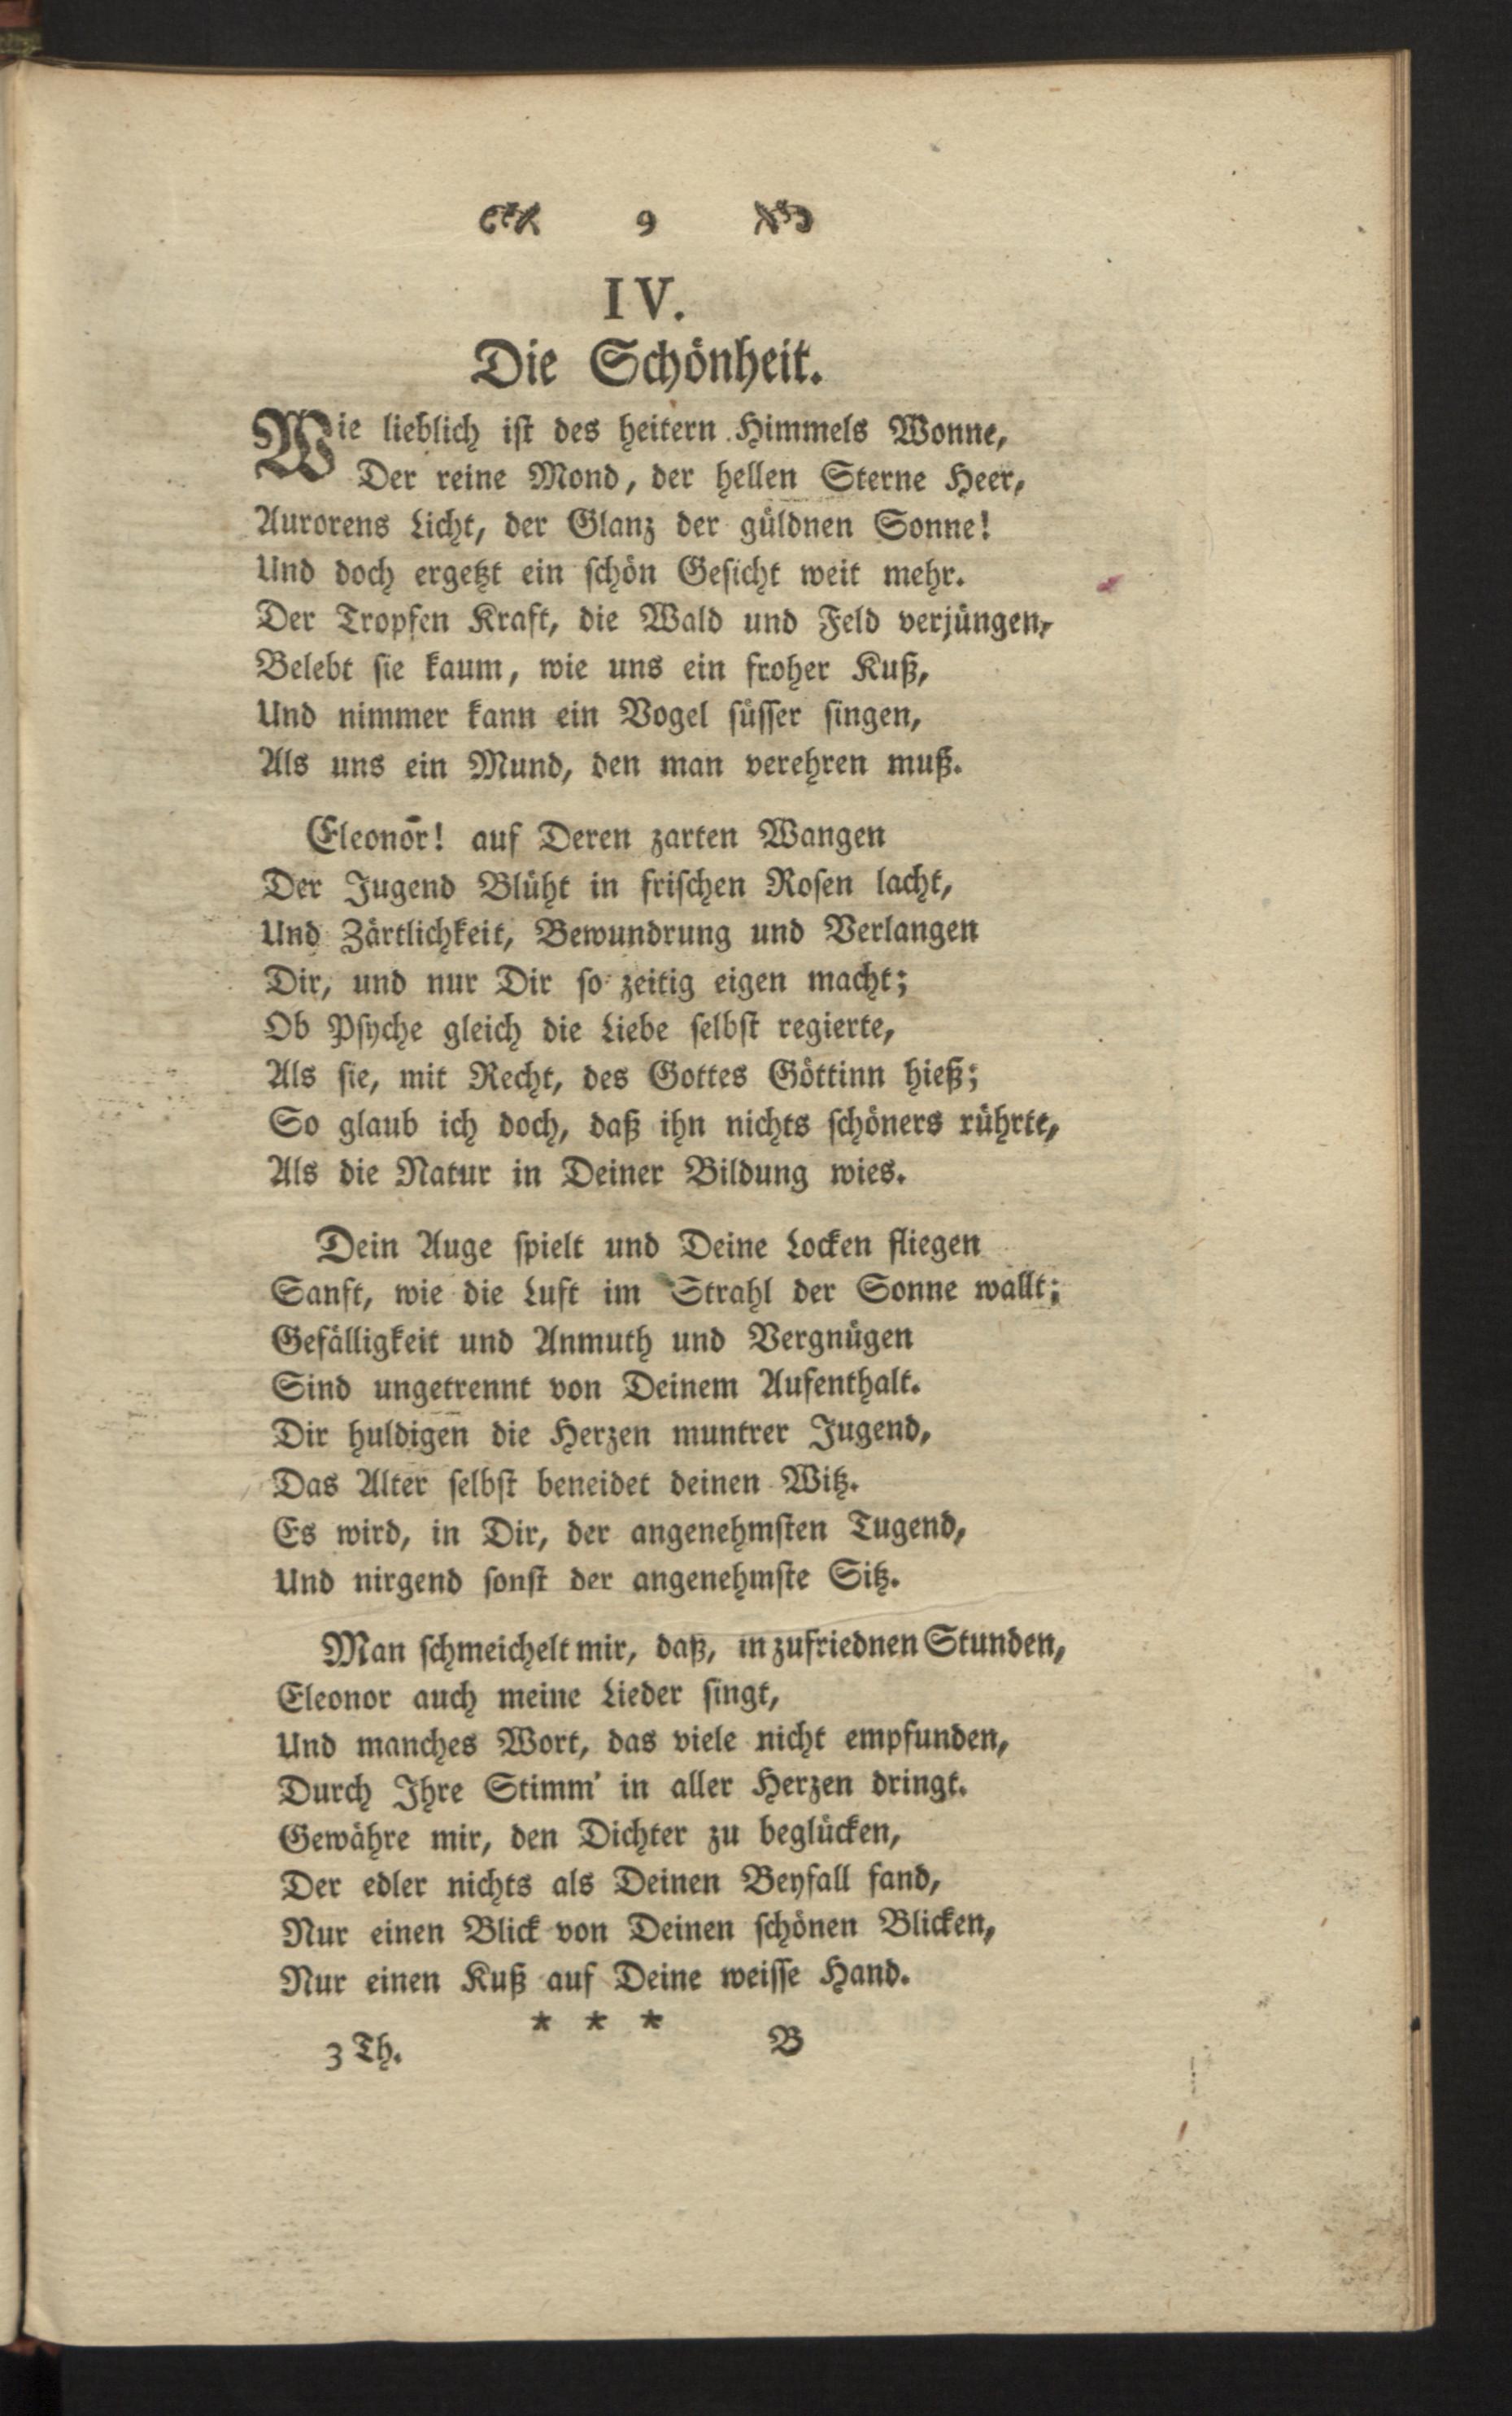 9
IV.
Die Schönheit.
Wie lieblich ist des heitern Himmels Wonne,
Der reine Mond, der hellen Sterne Heer,
Aurorens Licht, der Glanz der güldnen Sonne!
Und doch ergetzt ein schön Gesicht weit mehr.
Der Tropfen Kraft, die Wald und Feld verjüngen,
Belebt sie kaum, wie uns ein froher Kuß,
Und nimmer kann ein Vogel süsser singen,
Als uns ein Mund, den man verehren muß.
Eleonor! auf Deren zarten Wangen
Der Jugend Blüht in frischen Rosen lacht,
Und Zärtlichkeit, Bewundrung und Verlangen
Dir, und nur Dir so zeitig eigen macht;
Ob Psyche gleich die Liebe selbst regierte,
Als sie, mit Recht, des Gottes Göttinn hieß;
So glaub ich doch, daß ihn nichts schöners rührte,
Als die Natur in Deiner Bildung wies.
Dein Auge spielt und Deine Locken fliegen
Sanft, wie die Luft im Strahl der Sonne wallt;
Gefälligkeit und Anmuth und Vergnügen
Sind ungetrennt von Deinem Aufenthalt.
Dir huldigen die Herzen muntrer Jugend,
Das Alter selbst beneidet deinen Witz.
Es wird, in Dir, der angenehmsten Tugend,
Und nirgend sonst der angenehmste Sitz.
Man schmeichelt mir, daß, in zufriednen Stunden,
Eleonor auch meine Lieder singt,
Und manches Wort, das viele nicht empfunden,
Durch Ihre Stimm' in aller Herzen dringt.
Gewähre mir, den Dichter zu beglücken,
Der edler nichts als Deinen Beyfall fand,
Nur einen Blick von Deinen schönen Blicken,
Nur einen Kuß auf Deine weisse Hand.
* * *
3 Th. B